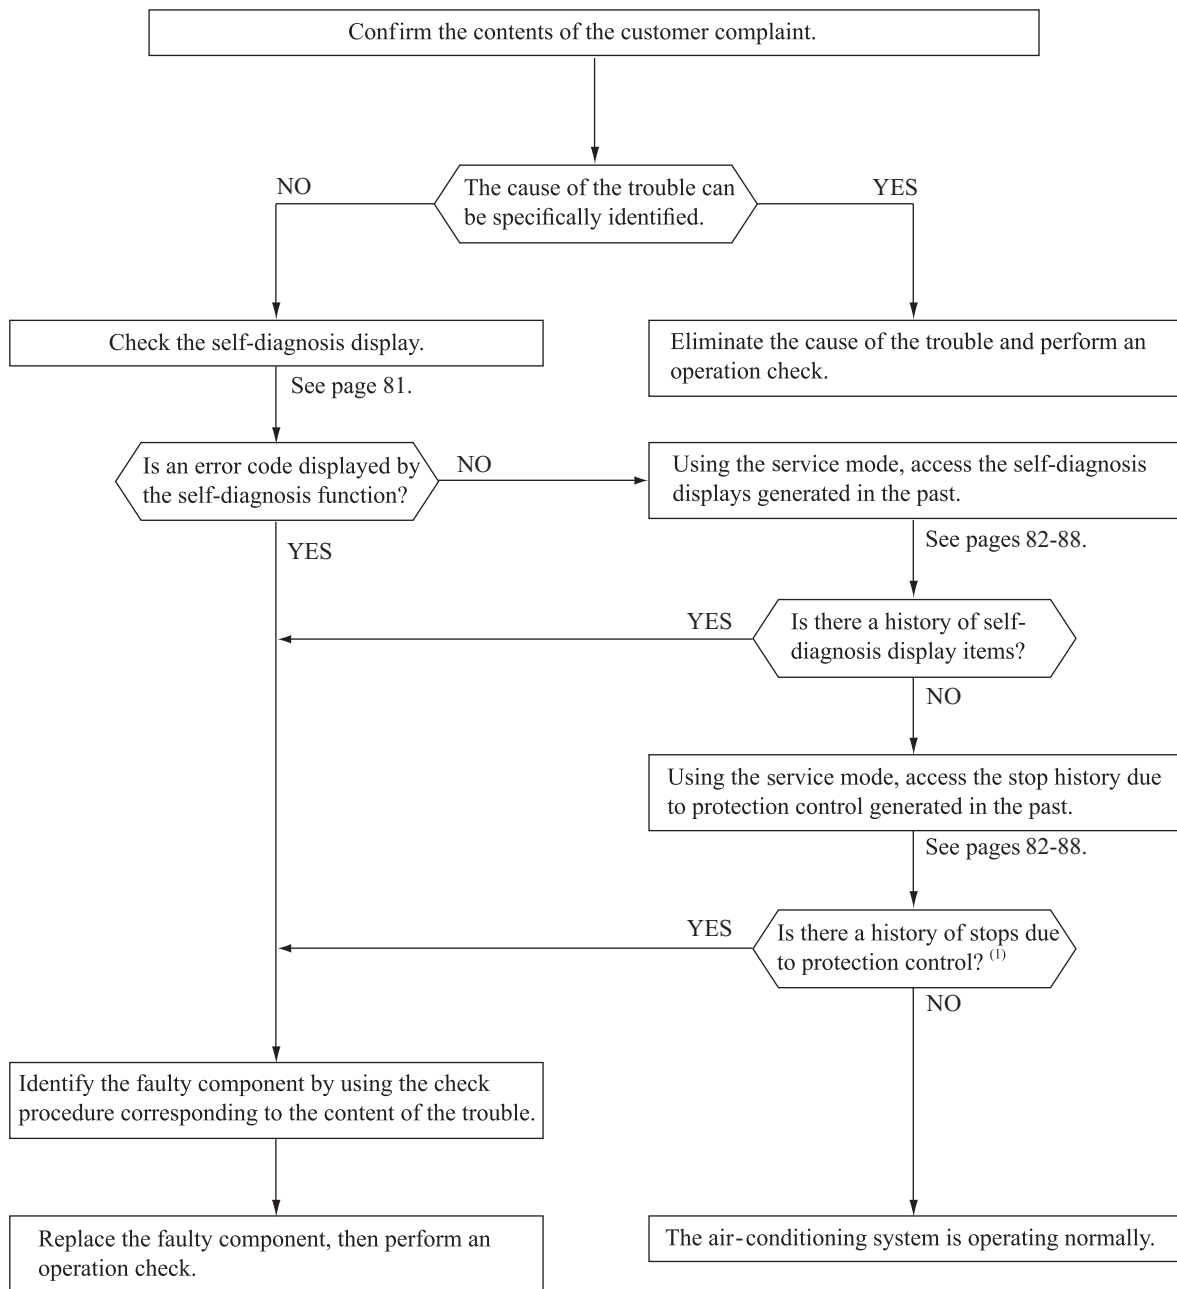 Confirm the contents of the customer complaint.
NO
The cause of the trouble can
be specifically identified.
YES
Check the self-diagnosis display.
See page 81.
Eliminate the cause of the trouble and perform an
operation check.
Is an error code displayed by
the self-diagnosis function?
NO
YES
Using the service mode, access the self-diagnosis
displays generated in the past.
See pages 82-88.
YES
Is there a history of self-
diagnosis display items?
NO
Using the service mode, access the stop history due
to protection control generated in the past.
See pages 82-88.
YES
Is there a history of stops due
to protection control? (1)
NO
Identify the faulty component by using the check
procedure corresponding to the content of the trouble.
Replace the faulty component, then perform an
operation check.
The air-conditioning system is operating normally.